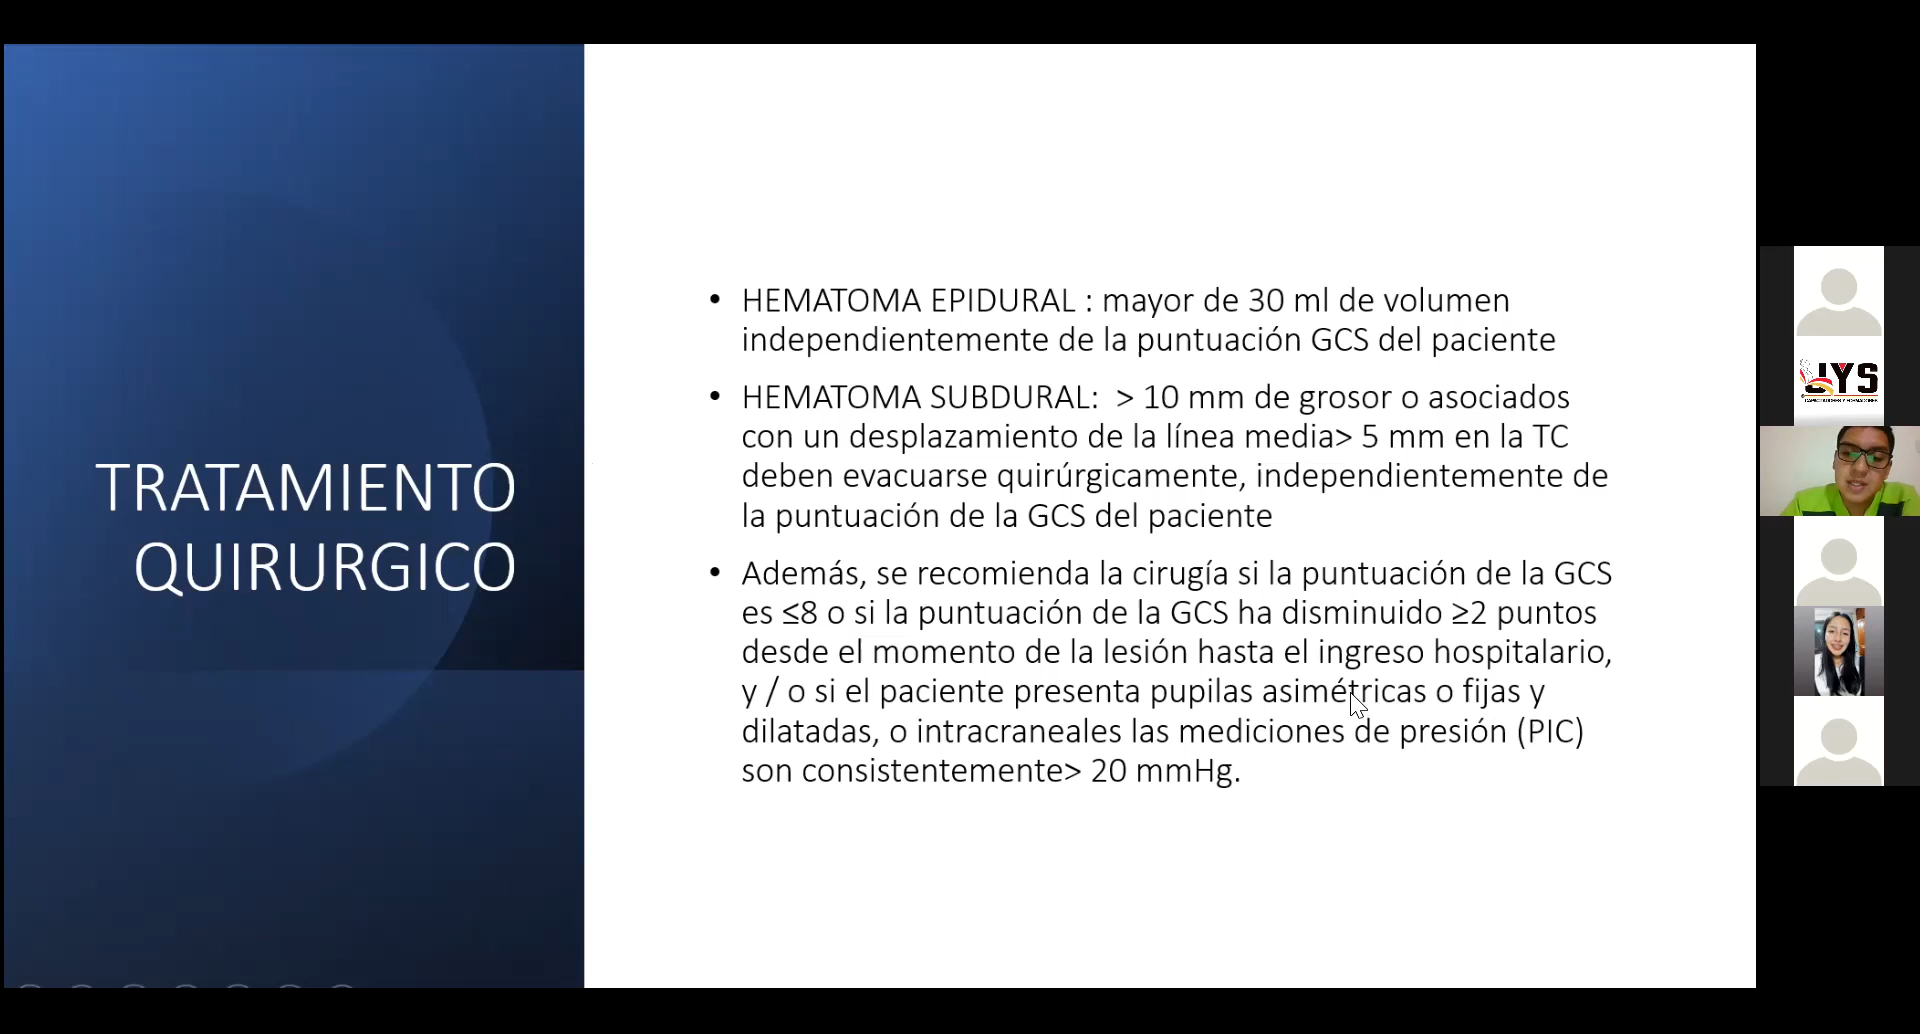 TRATAMIENTO
QUIRURGICO
• HEMATOMA EPIDURAL : mayor de 30 ml de volumen
independientemente de la puntuación GCS del paciente
• HEMATOMA SUBDURAL:  > 10 mm de grosor o asociados
con un desplazamiento de la línea media> 5 mm en la TC
deben evacuarse quirúrgicamente, independientemente de
la puntuación de la GCS del paciente
• Además, se recomienda la cirugía si la puntuación de la GCS
es ≤8 o si la puntuación de la GCS ha disminuido ≥2 puntos
desde el momento de la lesión hasta el ingreso hospitalario,
y / o si el paciente presenta pupilas asimétricas o fijas y
dilatadas, o intracraneales las mediciones de presión (PIC)
son consistentemente> 20 mmHg.
JYS
CAPACITADORES Y FORMADORES